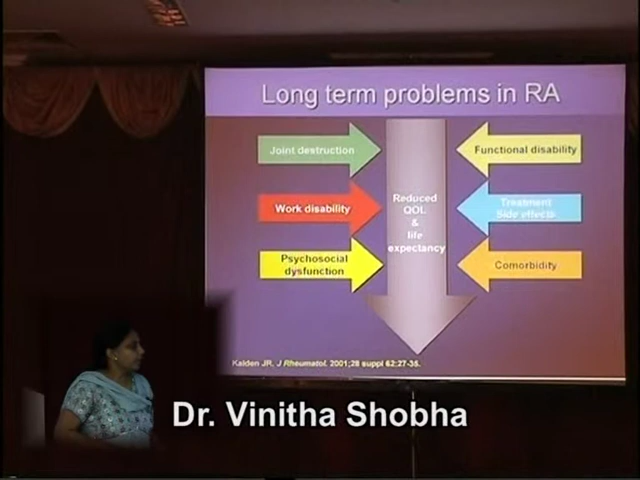 Long term problems in RA
Joint destruction
Functional disability
Work disability
Treatment
Side effects
Reduced
QOL
&
life
expectancy
Psychosocial
dysfunction
Comorbidity
Kalden JR. J Rheumatol. 2001;28 suppl 62:27-35.
Dr. Vinitha Shobha